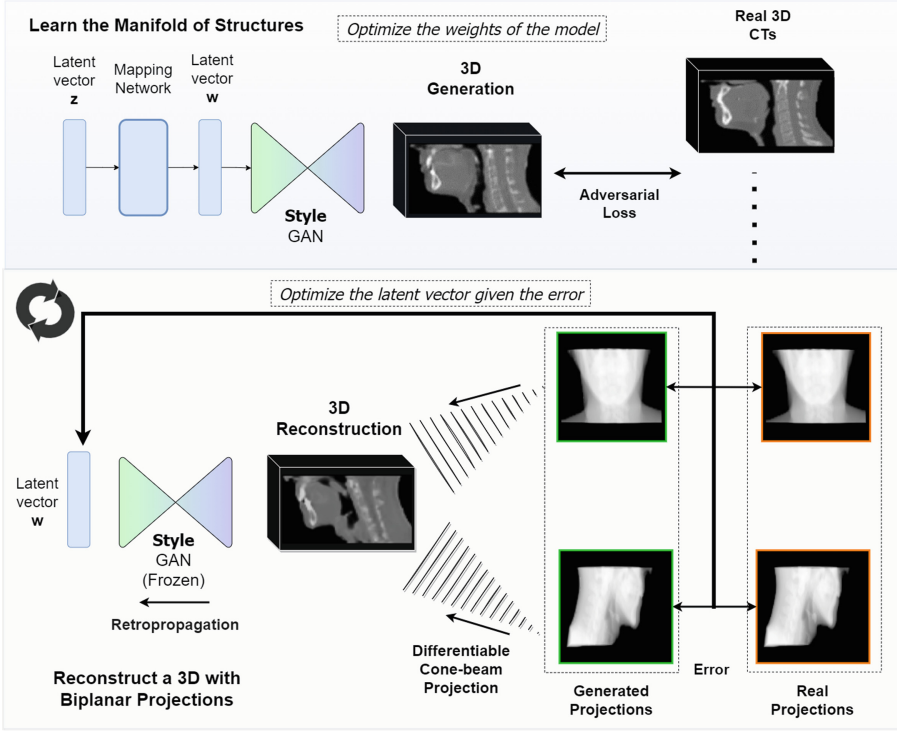 Learn the Manifold of Structures
Optimize the weights of the model
Real 3D
CTs
Latent
vector
z
Mapping
Network
Latent
vector
w
3D
Generation
Style
GAN
Adversarial
Loss
Optimize the latent vector given the error
3D
Reconstruction
Latent
vector
w
Style
GAN
(Frozen)
Retropropagation
Reconstruct a 3D with
Biplanar Projections
Differentiable
Cone-beam
Projection
Generated
Projections
Error
Real
Projections